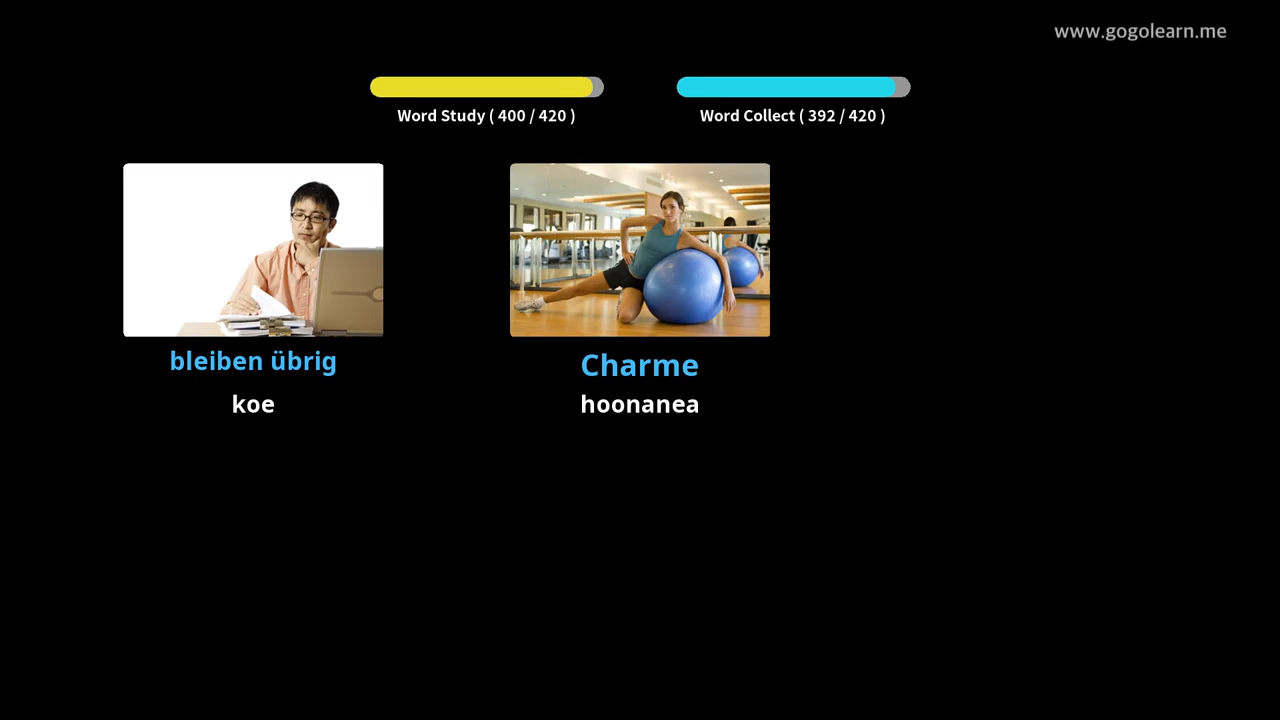 www.gogolearn.me
Word Study ( 400 / 420 )
Word Collect ( 392 / 420 )
bleiben übrig
koe
Charme
hoonanea